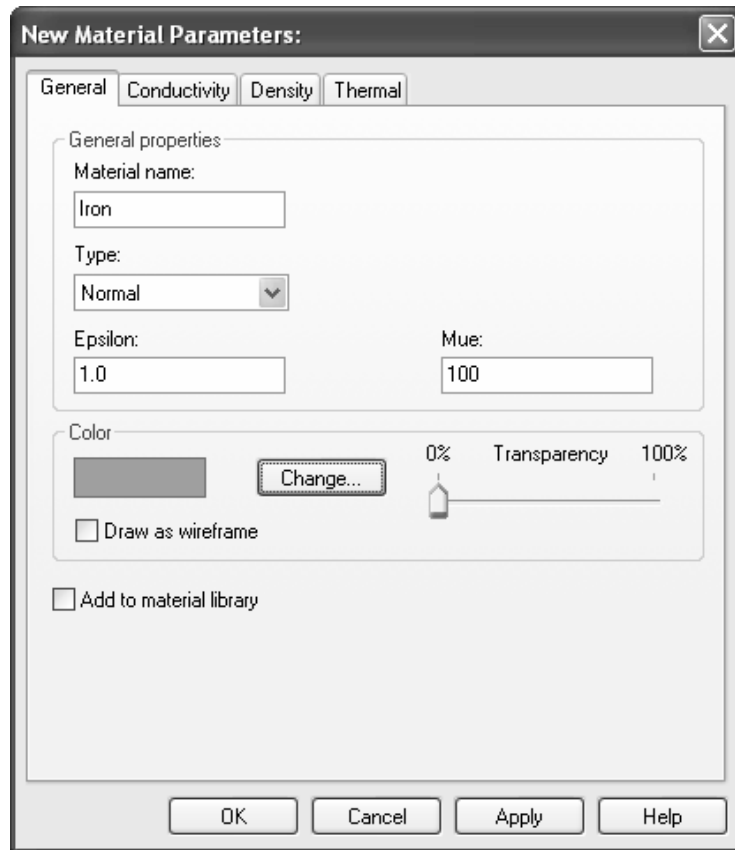 New Material Parameters:
General Conductivity Density Thermal
General properties
Material name:
Iron
Type:
Normal
Epsilon: Mue:
1.0 100
Color
0% Transparency 100%
Change...
Draw as wireframe
Add to material library
OK Cancel Apply Help